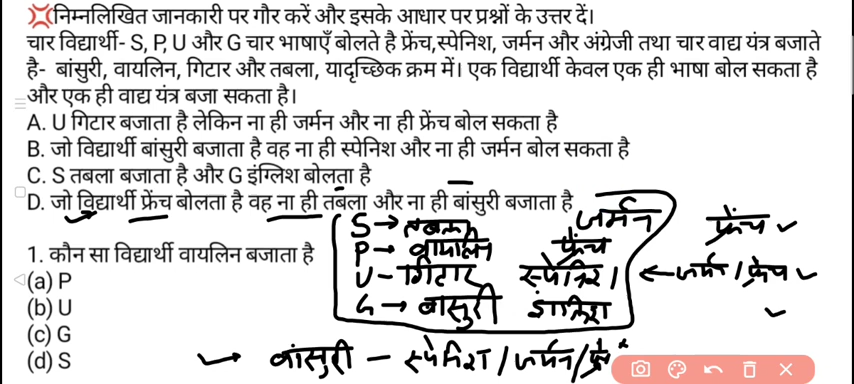 निम्नलिखित जानकारी पर गौर करें और इसके आधार पर प्रश्नों के उत्तर दें।
चार विद्यार्थी- S, P, U और G चार भाषाएँ बोलते है फ्रेंच,स्पेनिश, जर्मन और अंग्रेजी तथा चार वाद्य यंत्र बजाते
है- बांसुरी, वायलिन, गिटार और तबला, यादृच्छिक क्रम में। एक विद्यार्थी केवल एक ही भाषा बोल सकता है
और एक ही वाद्य यंत्र बजा सकता है।
A. U गिटार बजाता है लेकिन ना ही जर्मन और ना ही फ्रेंच बोल सकता है
B. जो विद्यार्थी बांसुरी बजाता है वह ना ही स्पेनिश और ना ही जर्मन बोल सकता है
C. S तबला बजाता है और G इंग्लिश बोलता है
D. जो विद्यार्थी फ्रेंच बोलता है वह ना ही तबला और ना ही बांसुरी बजाता है
S → तबला जर्मन फ्रेंच ✓
1. कौन सा विद्यार्थी वायलिन बजाता है
P → वायलिन फ्रेंच
(a) P
U - गिटार स्पेनिश ← जर्मन / फ्रेंच ✓
(b) U
G → बासुरी इंग्लिश ✓
(c) G
(d) S
बांसुरी - स्पेनिश / जर्मन /